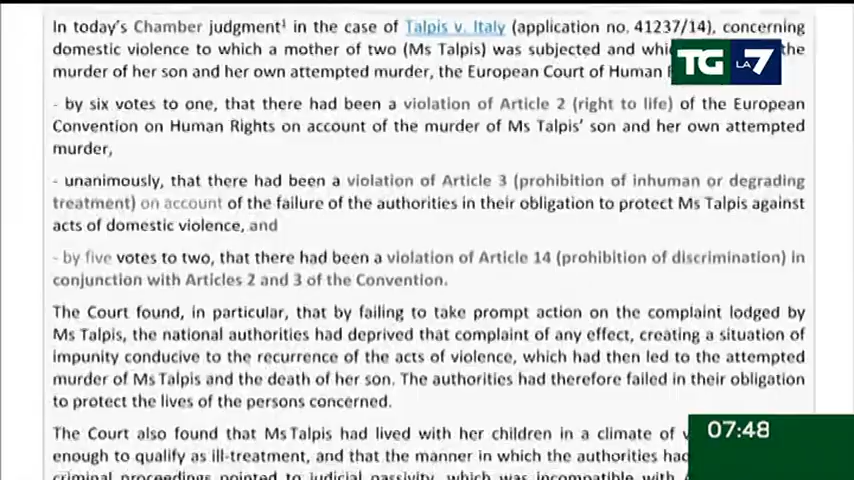 In today's Chamber judgment¹ in the case of Talpis v. Italy (application no. 41237/14), concerning
domestic violence to which a mother of two (Ms Talpis) was subjected and the
murder of her son and her own attempted murder, the European Court of Human
TG LA7
- by six votes to one, that there had been a violation of Article 2 (right to life) of the European
Convention on Human Rights on account of the murder of Ms Talpis' son and her own attempted
murder,
- unanimously, that there had been a violation of Article 3 (prohibition of inhuman or degrading
treatment) on account of the failure of the authorities in their obligation to protect Ms Talpis against
acts of domestic violence, and
- by five votes to two, that there had been a violation of Article 14 (prohibition of discrimination) in
conjunction with Articles 2 and 3 of the Convention.
The Court found, in particular, that by failing to take prompt action on the complaint lodged by
Ms Talpis, the national authorities had deprived that complaint of any effect, creating a situation of
impunity conducive to the recurrence of the acts of violence, which had then led to the attempted
murder of Ms Talpis and the death of her son. The authorities had therefore failed in their obligation
to protect the lives of the persons concerned.
The Court also found that Ms Talpis had lived with her children in a climate of
07:48
enough to qualify as ill-treatment, and that the manner in which the authorities had
criminal proceedings pointed to judicial passivity, which was incompatible with